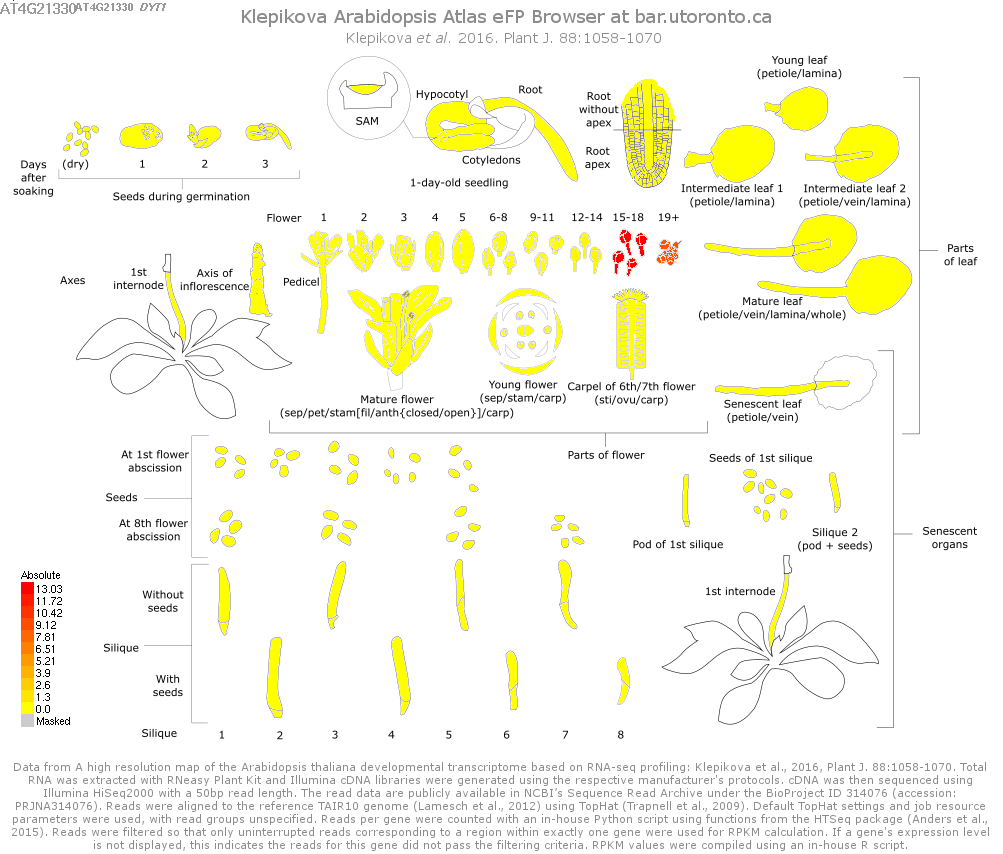 AT4G21330 AT4G21330 DYT1
Klepikova Arabidopsis Atlas eFP Browser at bar.utoronto.ca
Klepikova et al. 2016. Plant J. 88:1058-1070
Young leaf
(petiole/lamina)
SAM
Hypocotyl
Root
Cotyledons
1-day-old seedling
Root
without
apex
Root
apex
Intermediate leaf 1
(petiole/lamina)
Intermediate leaf 2
(petiole/vein/lamina)
Days
after
soaking
(dry)
1
2
3
Seeds during germination
Flower 1 2 3 4 5 6-8 9-11 12-14 15-18 19+
Pedicel
Axes
1st
internode
Axis of
inflorescence
Parts
of leaf
Mature leaf
(petiole/vein/lamina/whole)
Mature flower
(sep/pet/stam[fil/anth{closed/open}]/carp)
Young flower
(sep/stam/carp)
Carpel of 6th/7th flower
(sti/ovu/carp)
Senescent leaf
(petiole/vein)
Parts of flower
At 1st flower
abscission
Seeds
At 8th flower
abscission
Seeds of 1st silique
Pod of 1st silique
Silique 2
(pod + seeds)
Senescent
organs
1st internode
Without
seeds
Silique
With
seeds
Silique 1 2 3 4 5 6 7 8
Absolute
13.03
11.72
10.42
9.12
7.81
6.51
5.21
3.9
2.6
1.3
0.0
Masked
Data from A high resolution map of the Arabidopsis thaliana developmental transcriptome based on RNA-seq profiling: Klepikova et al., 2016, Plant J. 88:1058-1070. Total
RNA was extracted with RNeasy Plant Kit and Illumina cDNA libraries were generated using the respective manufacturer's protocols. cDNA was then sequenced using
Illumina HiSeq2000 with a 50bp read length. The read data are publicly available in NCBI's Sequence Read Archive under the BioProject ID 314076 (accession:
PRJNA314076). Reads were aligned to the reference TAIR10 genome (Lamesch et al., 2012) using TopHat (Trapnell et al., 2009). Default TopHat settings and job resource
parameters were used, with read groups unspecified. Reads per gene were counted with an in-house Python script using functions from the HTSeq package (Anders et al.,
2015). Reads were filtered so that only uninterrupted reads corresponding to a region within exactly one gene were used for RPKM calculation. If a gene's expression level
is not displayed, this indicates the reads for this gene did not pass the filtering criteria. RPKM values were compiled using an in-house R script.